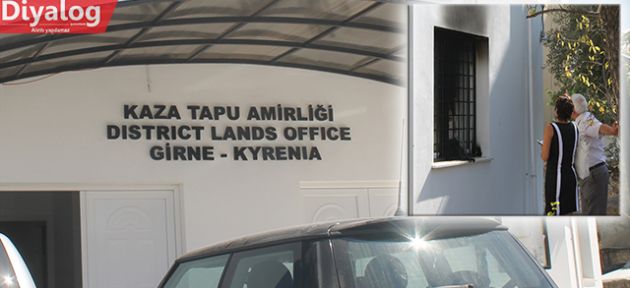 Diyalog
KAZA TAPU AMİRLİĞİ
DISTRICT LANDS OFFICE
GİRNE - KYRENIA